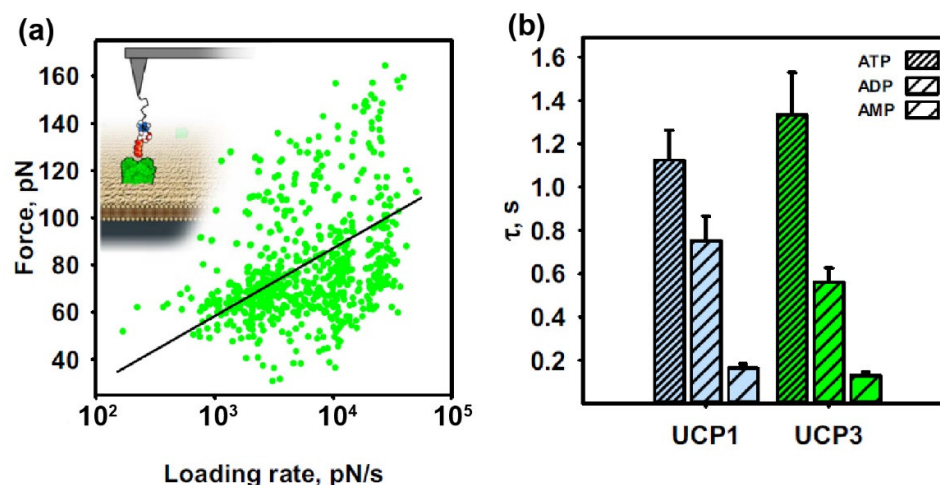 (a)
160
140
120
100
80
60
40
Force, pN
10²
10³
10⁴
10⁵
Loading rate, pN/s
(b)
ATP
ADP
AMP
1.6
1.4
1.2
1.0
0.8
0.6
0.4
0.2
τ, s
UCP1
UCP3